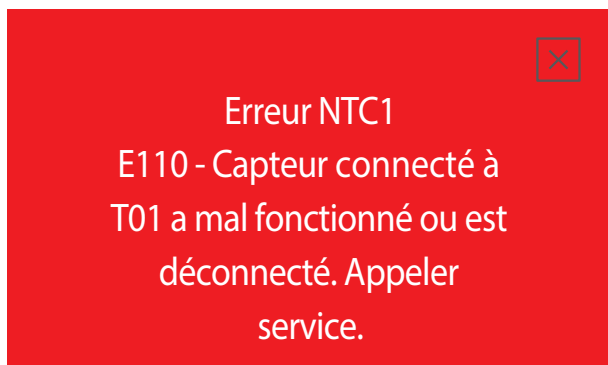 Erreur NTC1
E110 - Capteur connecté à
T01 a mal fonctionné ou est
déconnecté. Appeler
service.